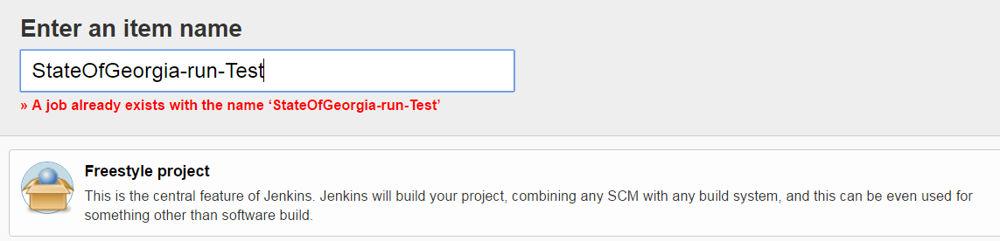 Enter an item name
StateOfGeorgia-run-Test
» A job already exists with the name ‘StateOfGeorgia-run-Test’
Freestyle project
This is the central feature of Jenkins. Jenkins will build your project, combining any SCM with any build system, and this can be even used for
something other than software build.